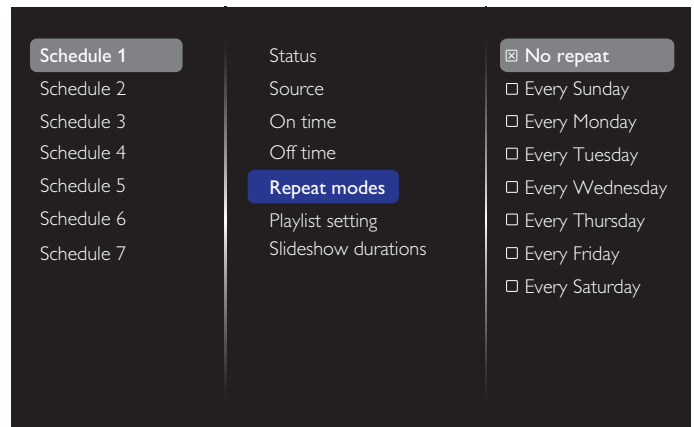 Schedule 1
Schedule 2
Schedule 3
Schedule 4
Schedule 5
Schedule 6
Schedule 7
Status
Source
On time
Off time
Repeat modes
Playlist setting
Slideshow durations
☒ No repeat
☐ Every Sunday
☐ Every Monday
☐ Every Tuesday
☐ Every Wednesday
☐ Every Thursday
☐ Every Friday
☐ Every Saturday